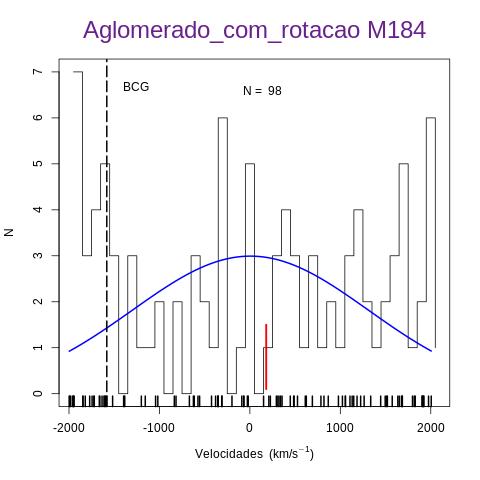 Aglomerado_com_rotacao M184
BCG
N = 98
N
7
6
5
4
3
2
1
0
-2000
-1000
0
1000
2000
Velocidades (km/s⁻¹)